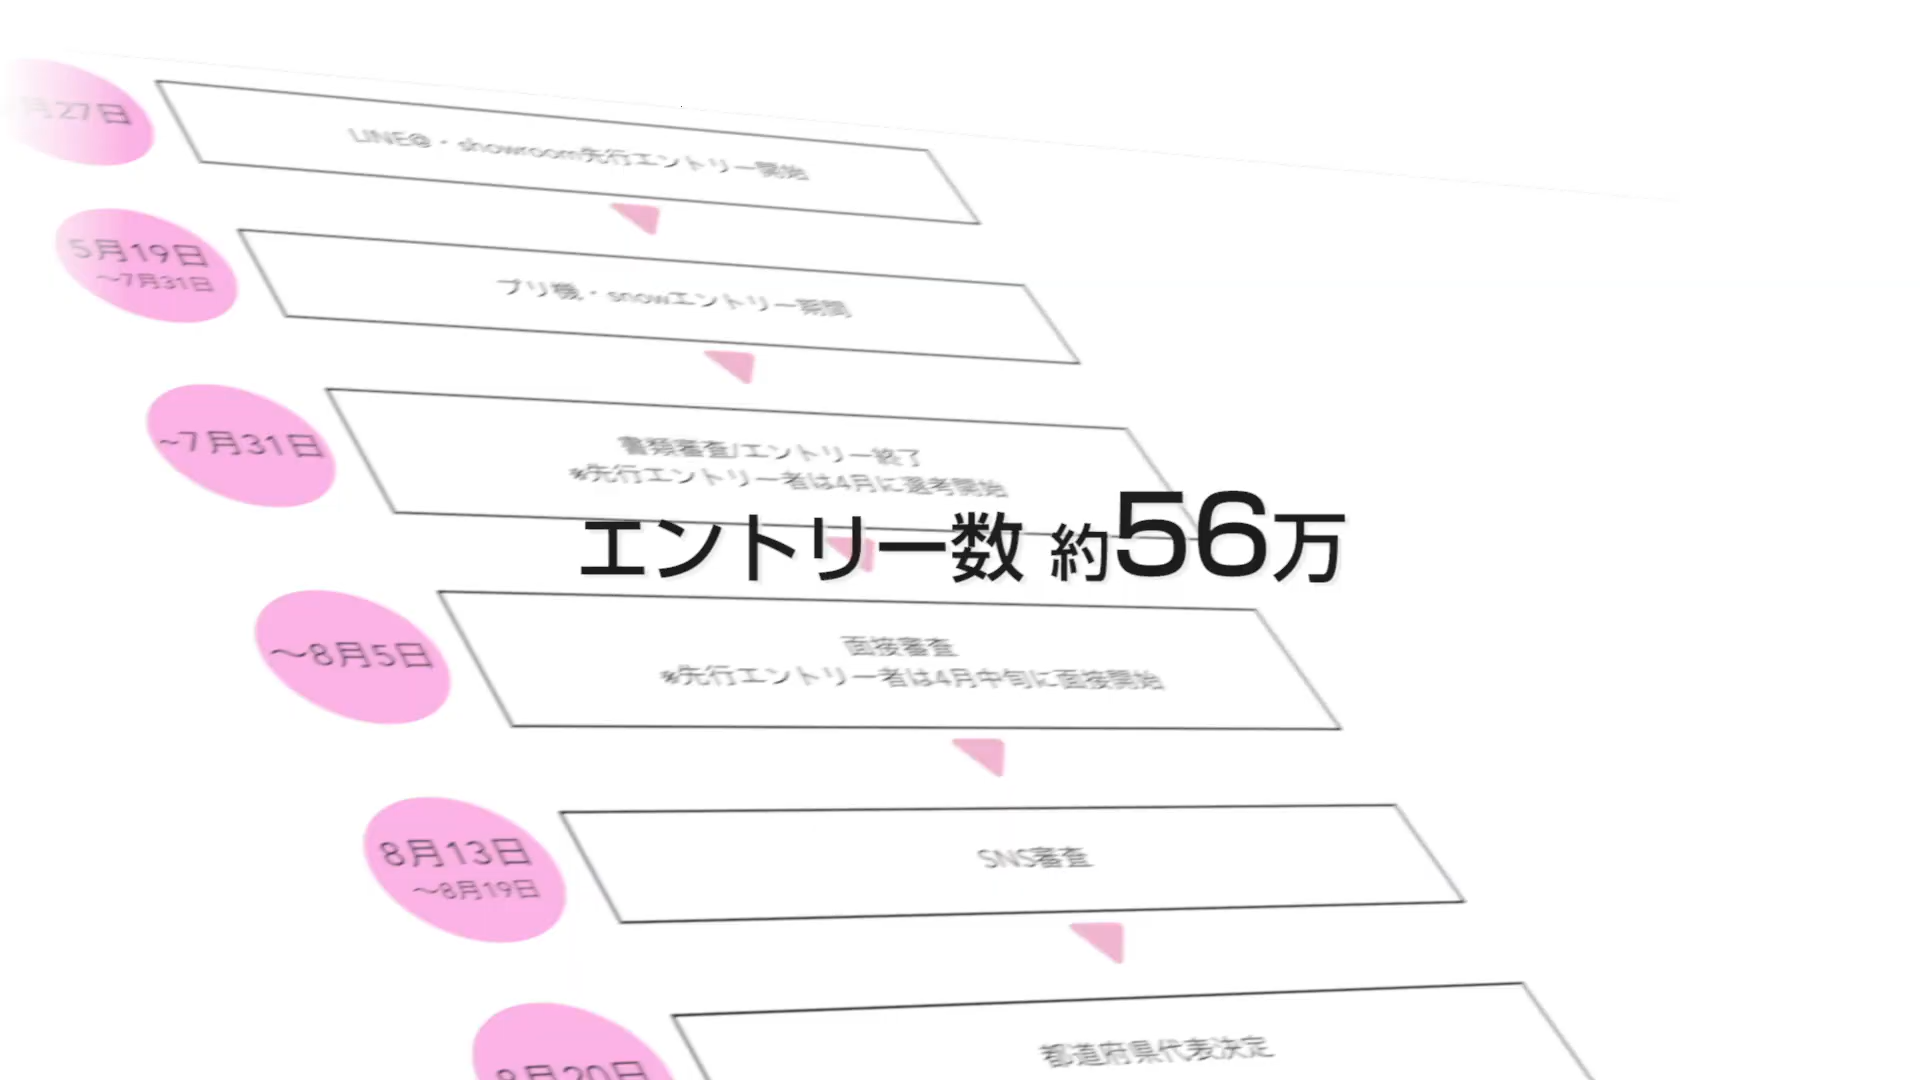 月27日
LINE@・showroom先行エントリー開始
5月19日
～7月31日
プリ機・snowエントリー期間
~7月31日
書類審査/エントリー終了
※先行エントリー者は4月に選考開始
エントリー数 約56万
～8月5日
面接審査
※先行エントリー者は4月中旬に面接開始
8月13日
～8月19日
SNS審査
8月20日
都道府県代表決定